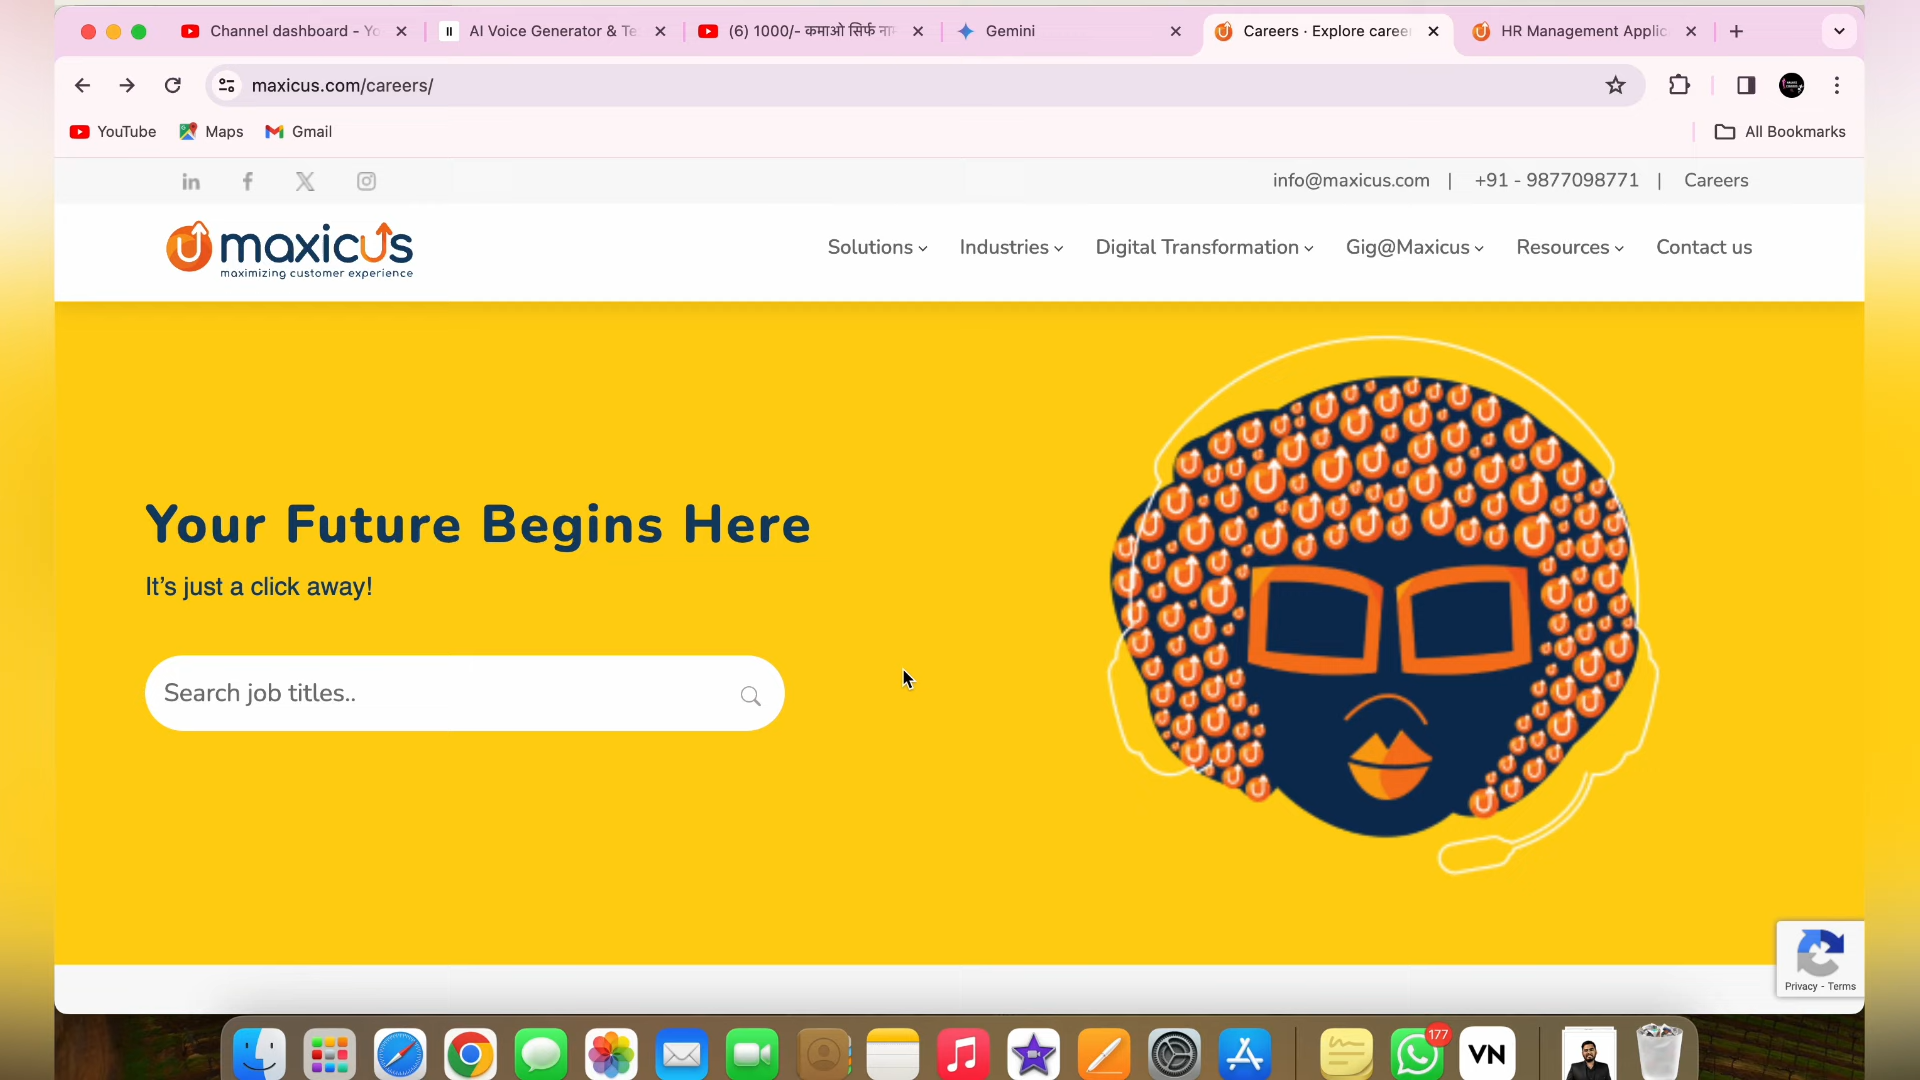 Channel dashboard - Yo
AI Voice Generator & Te
(6) 1000/- कमाओ सिर्फ नाम
Gemini
Careers · Explore career
HR Management Applic
maxicus.com/careers/
YouTube
Maps
Gmail
All Bookmarks
info@maxicus.com | +91 - 9877098771 | Careers
maxicus
maximizing customer experience
Solutions
Industries
Digital Transformation
Gig@Maxicus
Resources
Contact us
Your Future Begins Here
It's just a click away!
Search job titles..
Privacy - Terms
177
VN